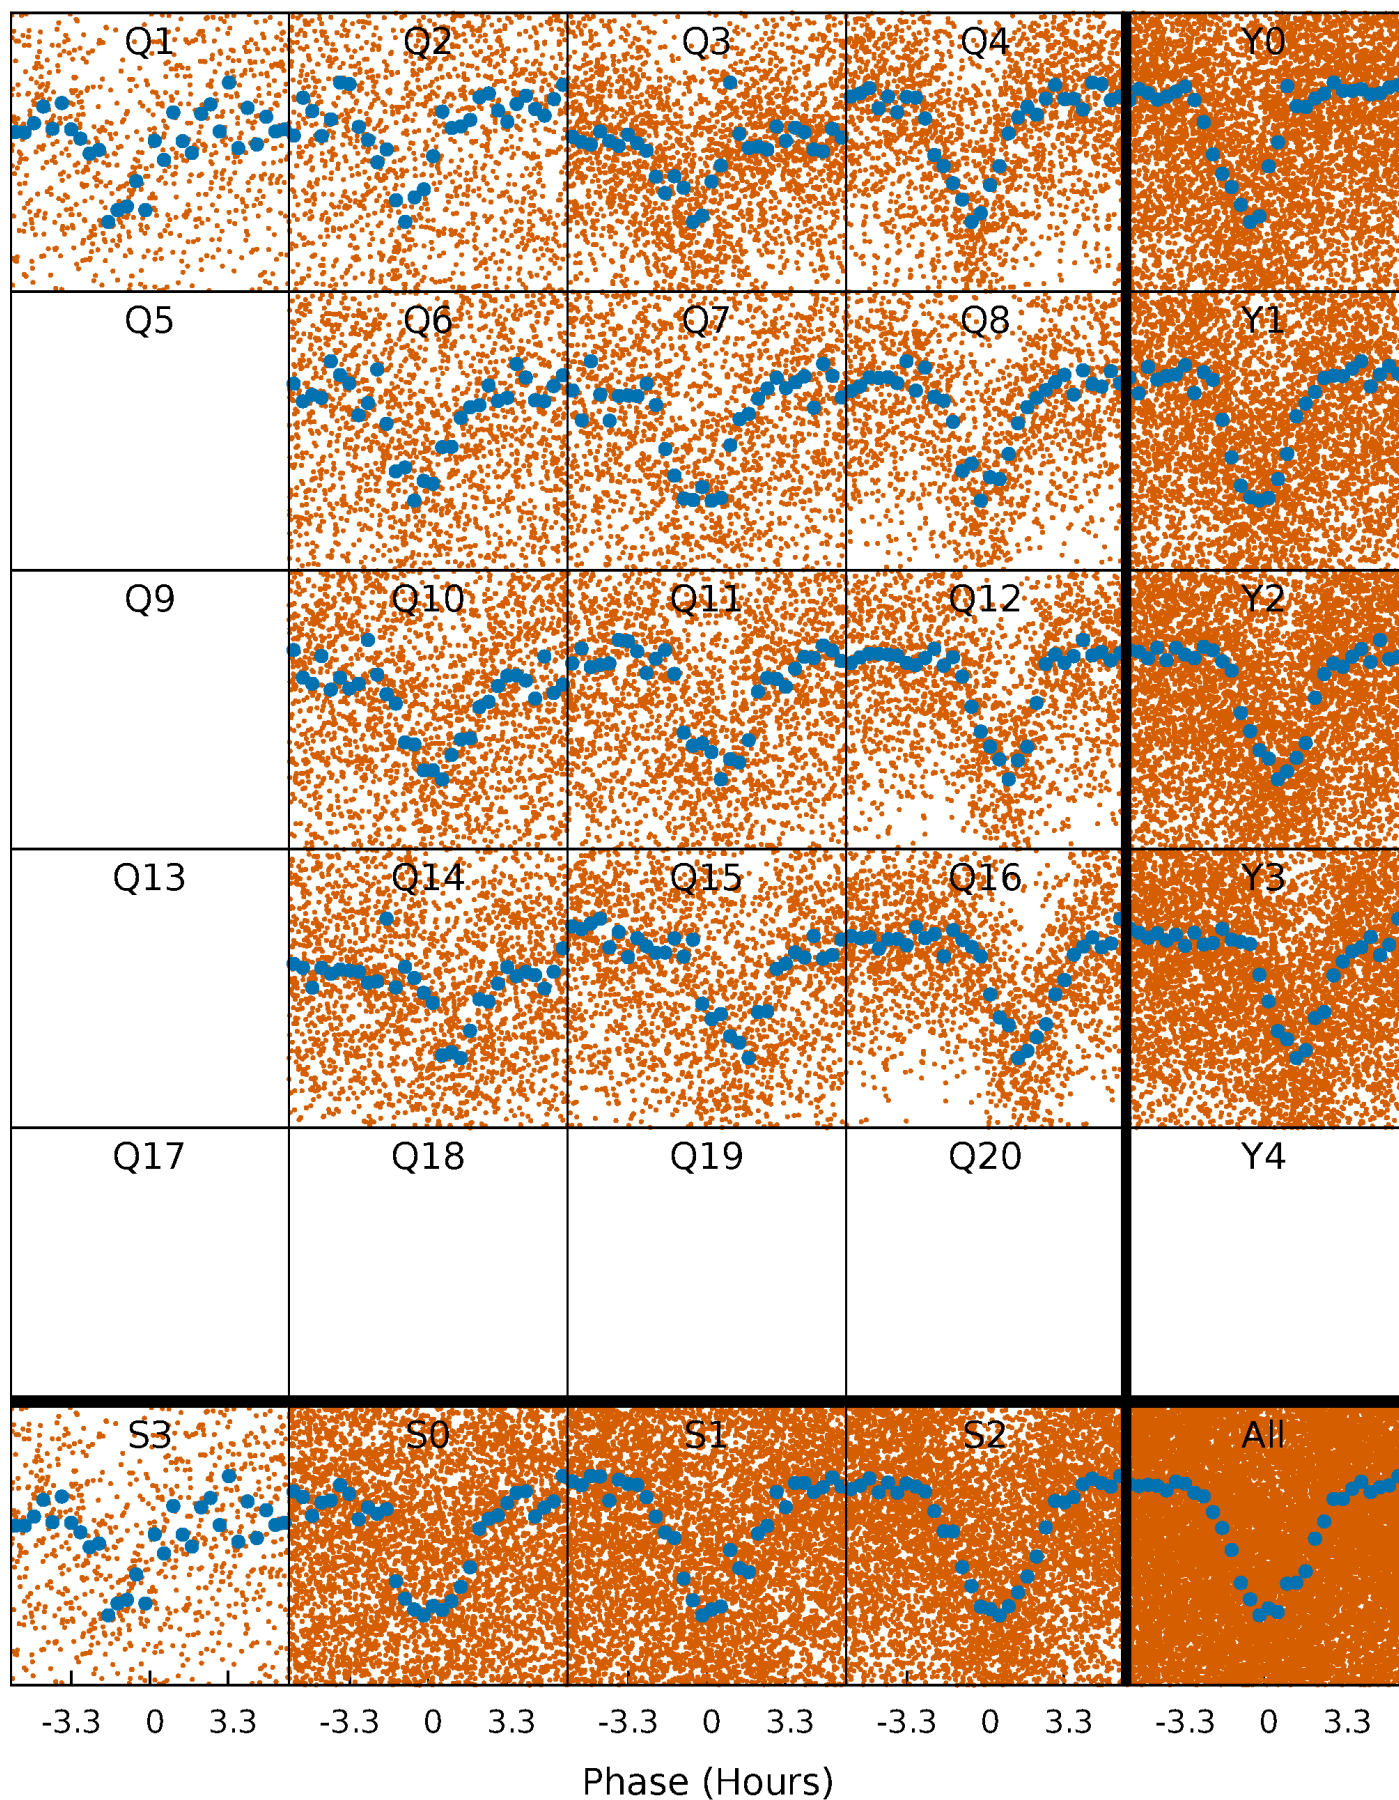 Q1 Q2 Q3 Q4 Y0
Q5 Q6 Q7 Q8 Y1
Q9 Q10 Q11 Q12 Y2
Q13 Q14 Q15 Q16 Y3
Q17 Q18 Q19 Q20 Y4
S3 S0 S1 S2 All
-3.3 0 3.3 -3.3 0 3.3 -3.3 0 3.3 -3.3 0 3.3 -3.3 0 3.3
Phase (Hours)